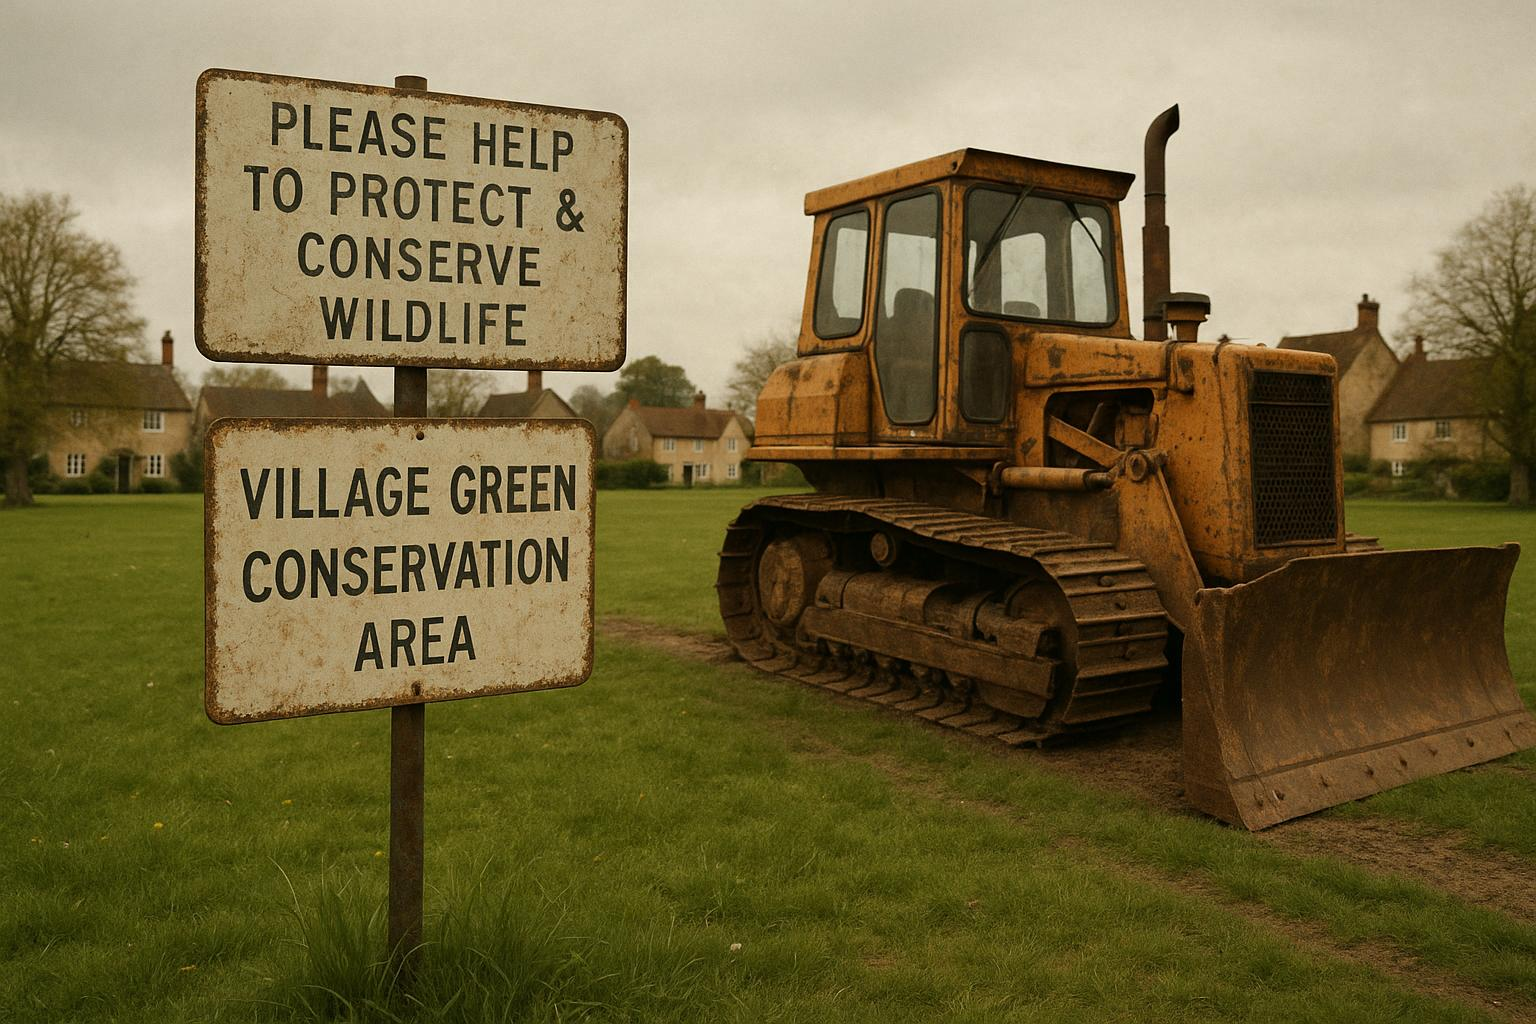 PLEASE HELP
TO PROTECT &
CONSERVE
WILDLIFE
VILLAGE GREEN
CONSERVATION
AREA